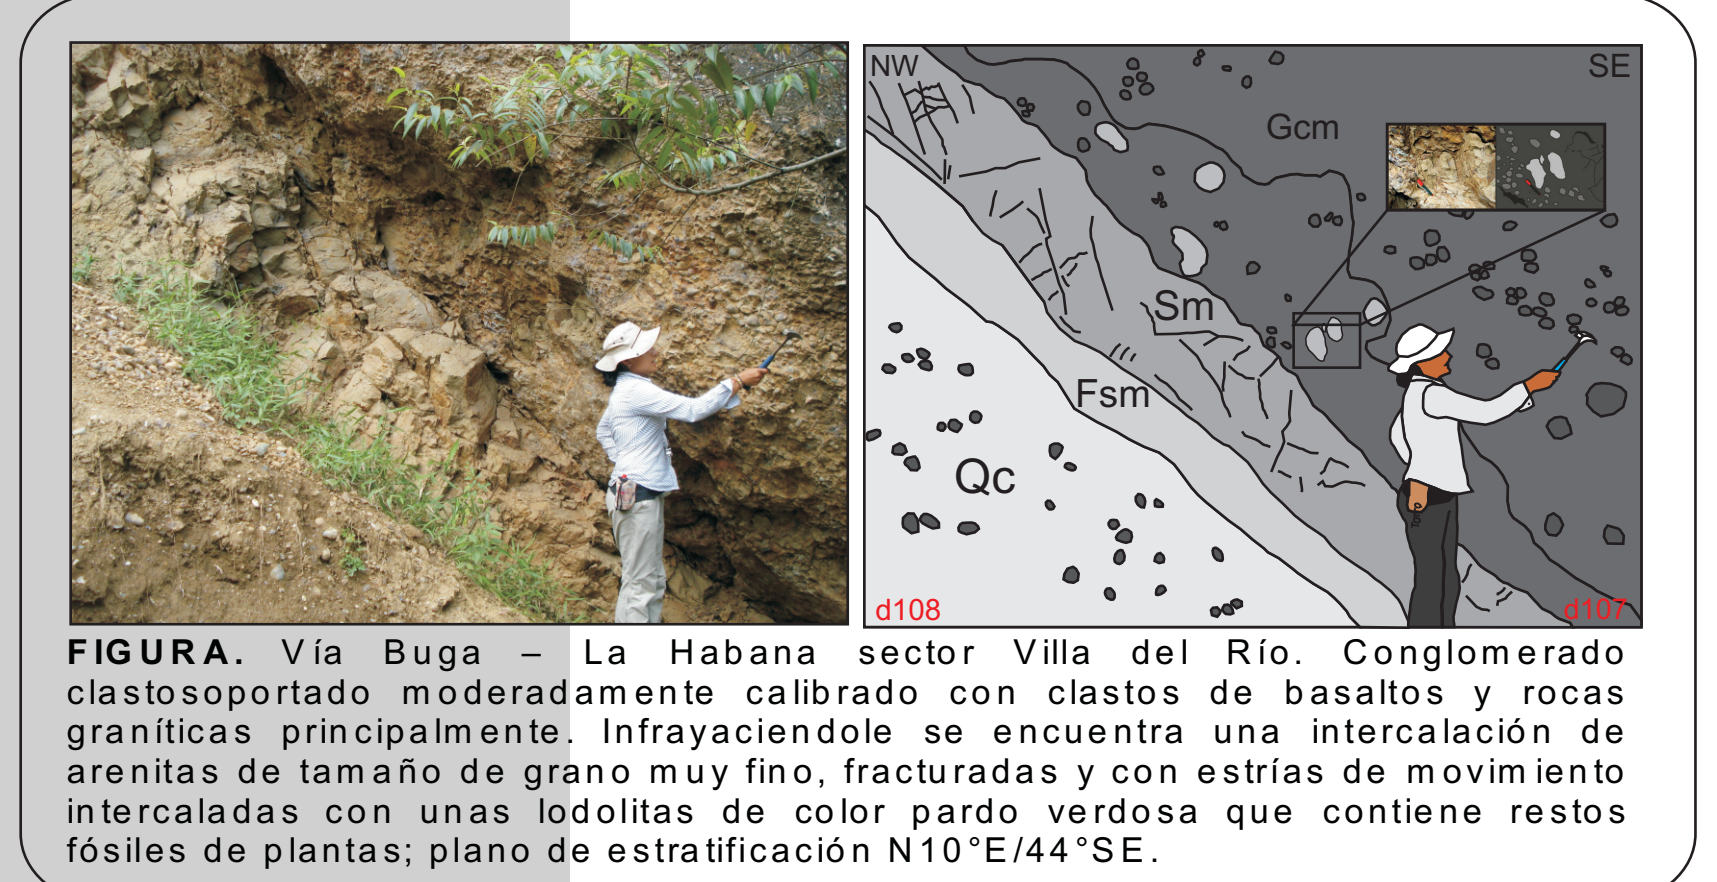 NW
SE
Gcm
Sm
Fsm
Qc
d108
d107
FIGURA. Vía Buga – La Habana sector Villa del Río. Conglomerado
clastosoportado moderadamente calibrado con clastos de basaltos y rocas
graníticas principalmente. Infrayaciendole se encuentra una intercalación de
arenitas de tamaño de grano muy fino, fracturadas y con estrías de movimiento
intercaladas con unas lodolitas de color pardo verdosa que contiene restos
fósiles de plantas; plano de estratificación N10°E/44°SE.